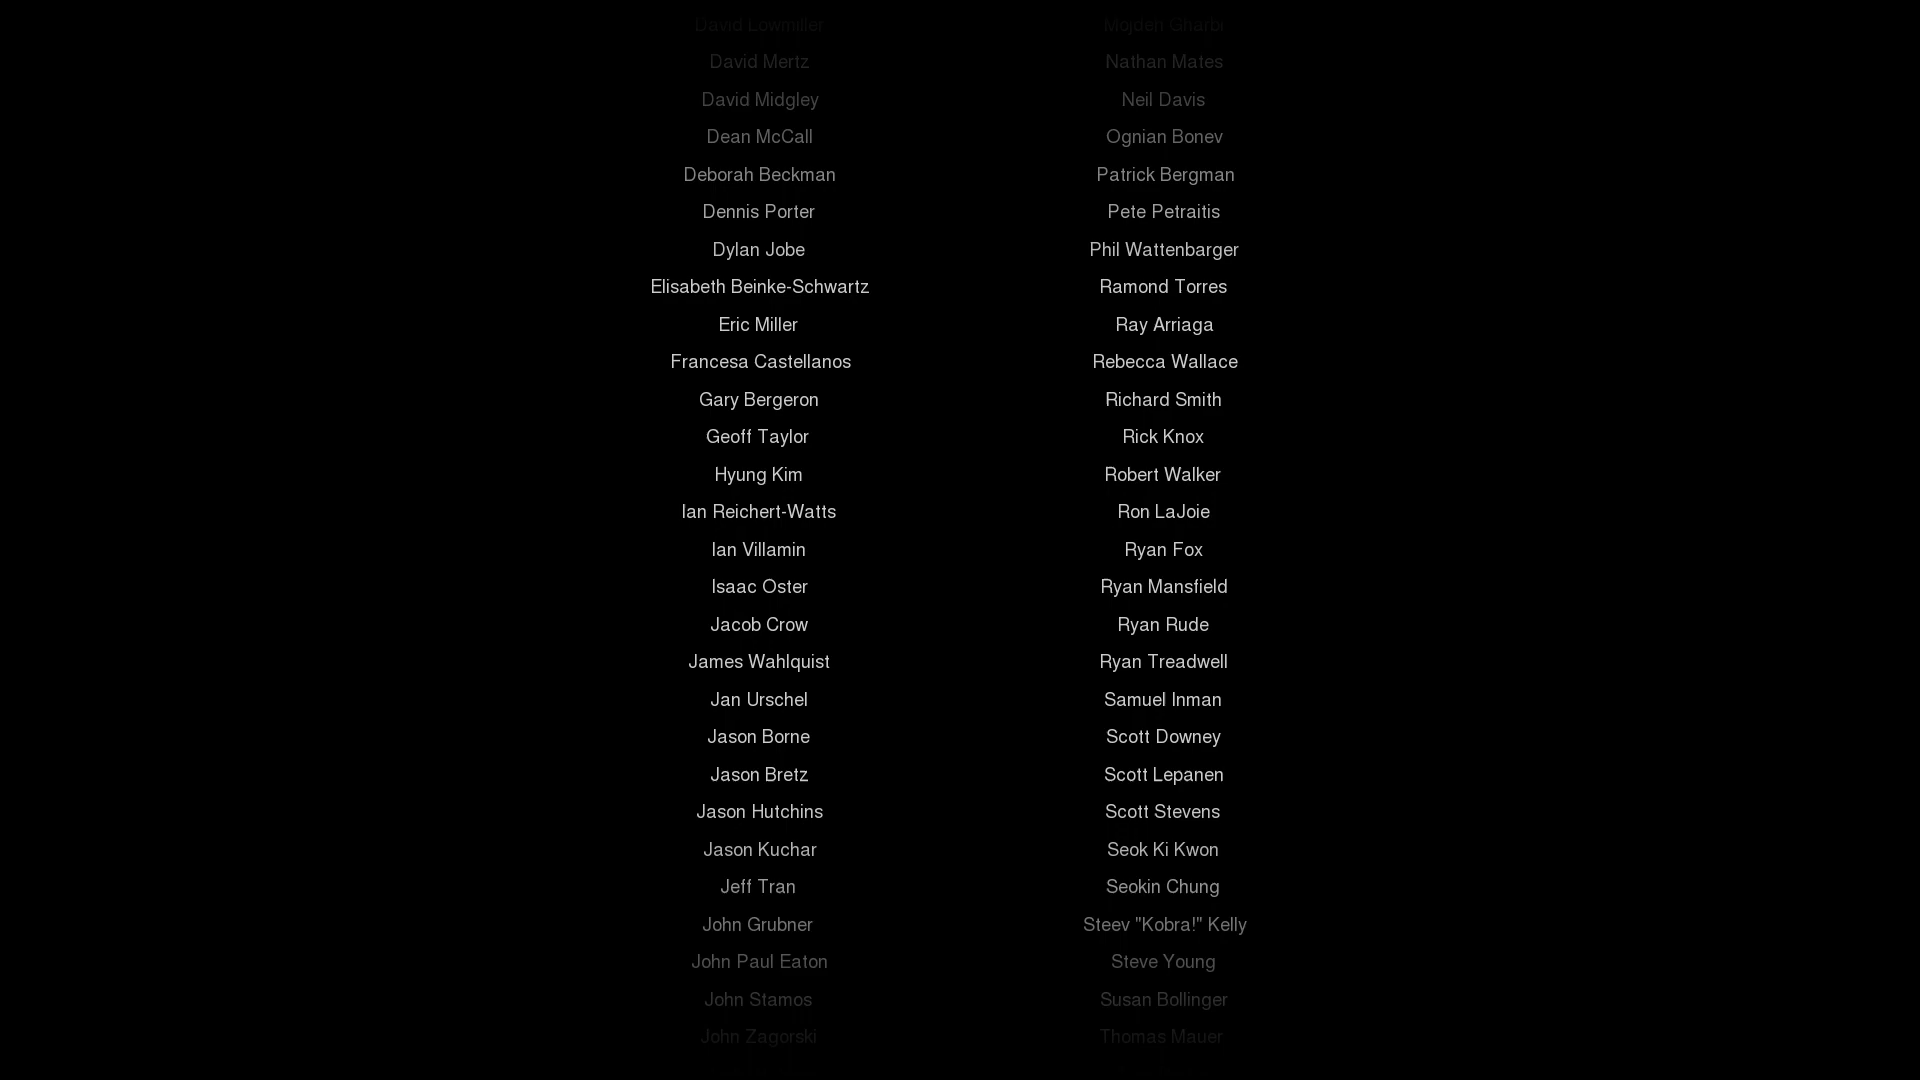 David Lowmiller
David Mertz
David Midgley
Dean McCall
Deborah Beckman
Dennis Porter
Dylan Jobe
Elisabeth Beinke-Schwartz
Eric Miller
Francesa Castellanos
Gary Bergeron
Geoff Taylor
Hyung Kim
Ian Reichert-Watts
Ian Villamin
Isaac Oster
Jacob Crow
James Wahlquist
Jan Urschel
Jason Borne
Jason Bretz
Jason Hutchins
Jason Kuchar
Jeff Tran
John Grubner
John Paul Eaton
John Stamos
John Zagorski
Mojdeh Gharbi
Nathan Mates
Neil Davis
Ognian Bonev
Patrick Bergman
Pete Petraitis
Phil Wattenbarger
Ramond Torres
Ray Arriaga
Rebecca Wallace
Richard Smith
Rick Knox
Robert Walker
Ron LaJoie
Ryan Fox
Ryan Mansfield
Ryan Rude
Ryan Treadwell
Samuel Inman
Scott Downey
Scott Lepanen
Scott Stevens
Seok Ki Kwon
Seokin Chung
Steev "Kobra!" Kelly
Steve Young
Susan Bollinger
Thomas Mauer